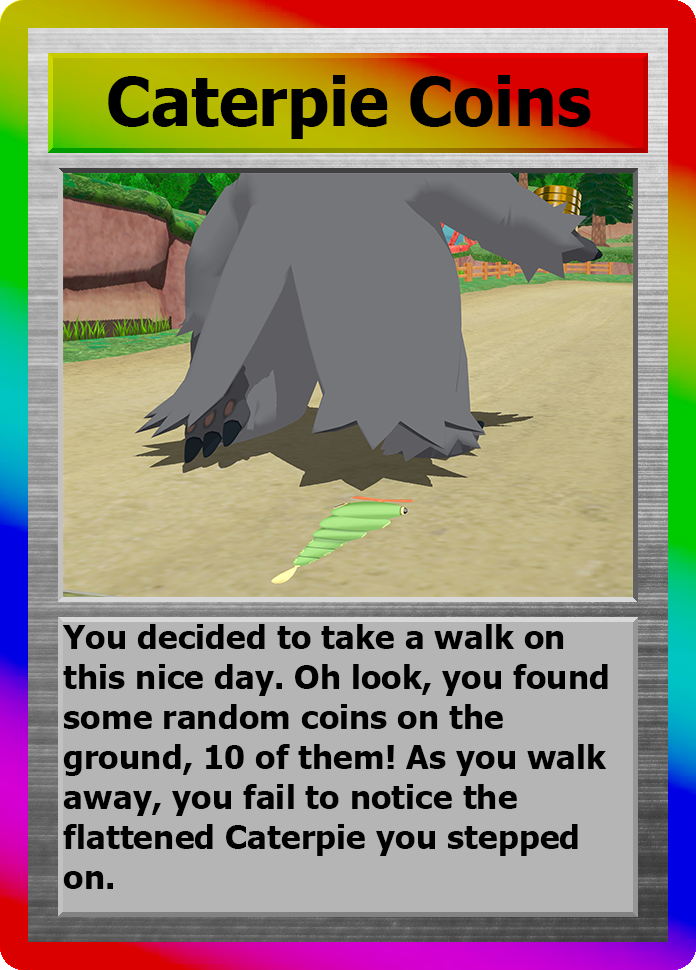 Caterpie Coins
You decided to take a walk on
this nice day. Oh look, you found
some random coins on the
ground, 10 of them! As you walk
away, you fail to notice the
flattened Caterpie you stepped
on.